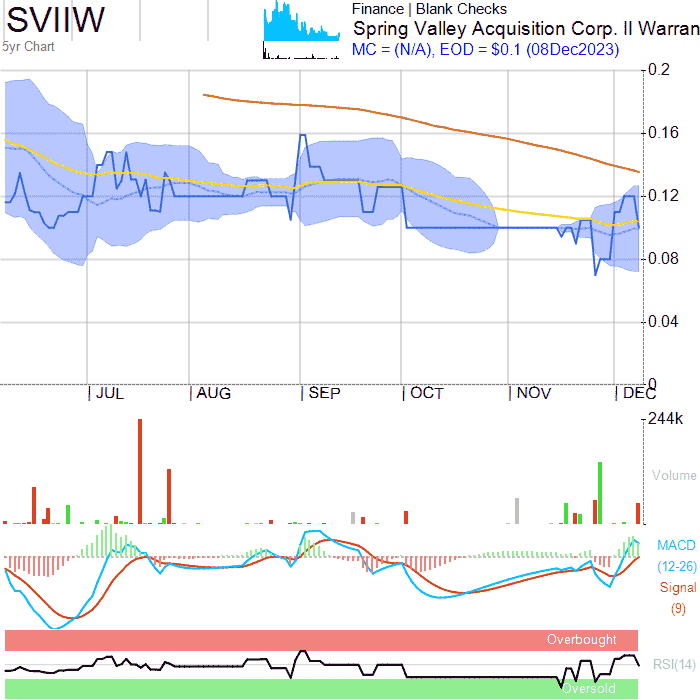 SVIIW
5yr Chart
Finance | Blank Checks
Spring Valley Acquisition Corp. II Warran
MC = (N/A), EOD = $0.1 (08Dec2023)
0.2
0.16
0.12
0.08
0.04
0
JUL AUG SEP OCT NOV DEC
244k
Volume
MACD
(12-26)
Signal
(9)
Overbought
RSI(14)
Oversold